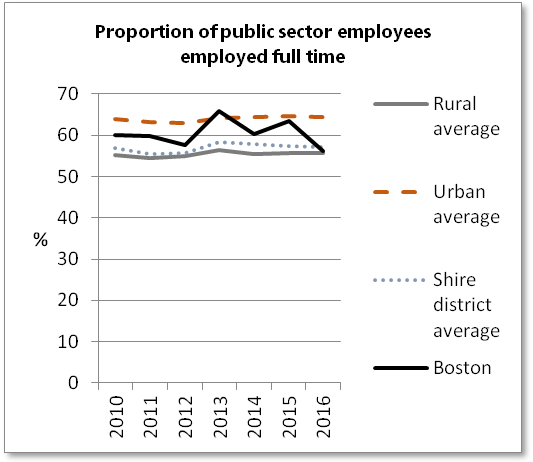 Proportion of public sector employees
employed full time
70
60
50
40
30
20
10
0
%
2010
2011
2012
2013
2014
2015
2016
Rural
average
Urban
average
Shire
district
average
Boston